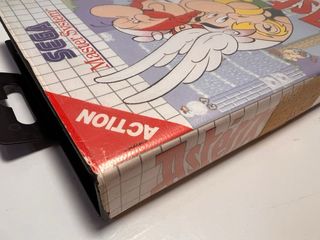 SEGA
Master System
ACTION
Asterix